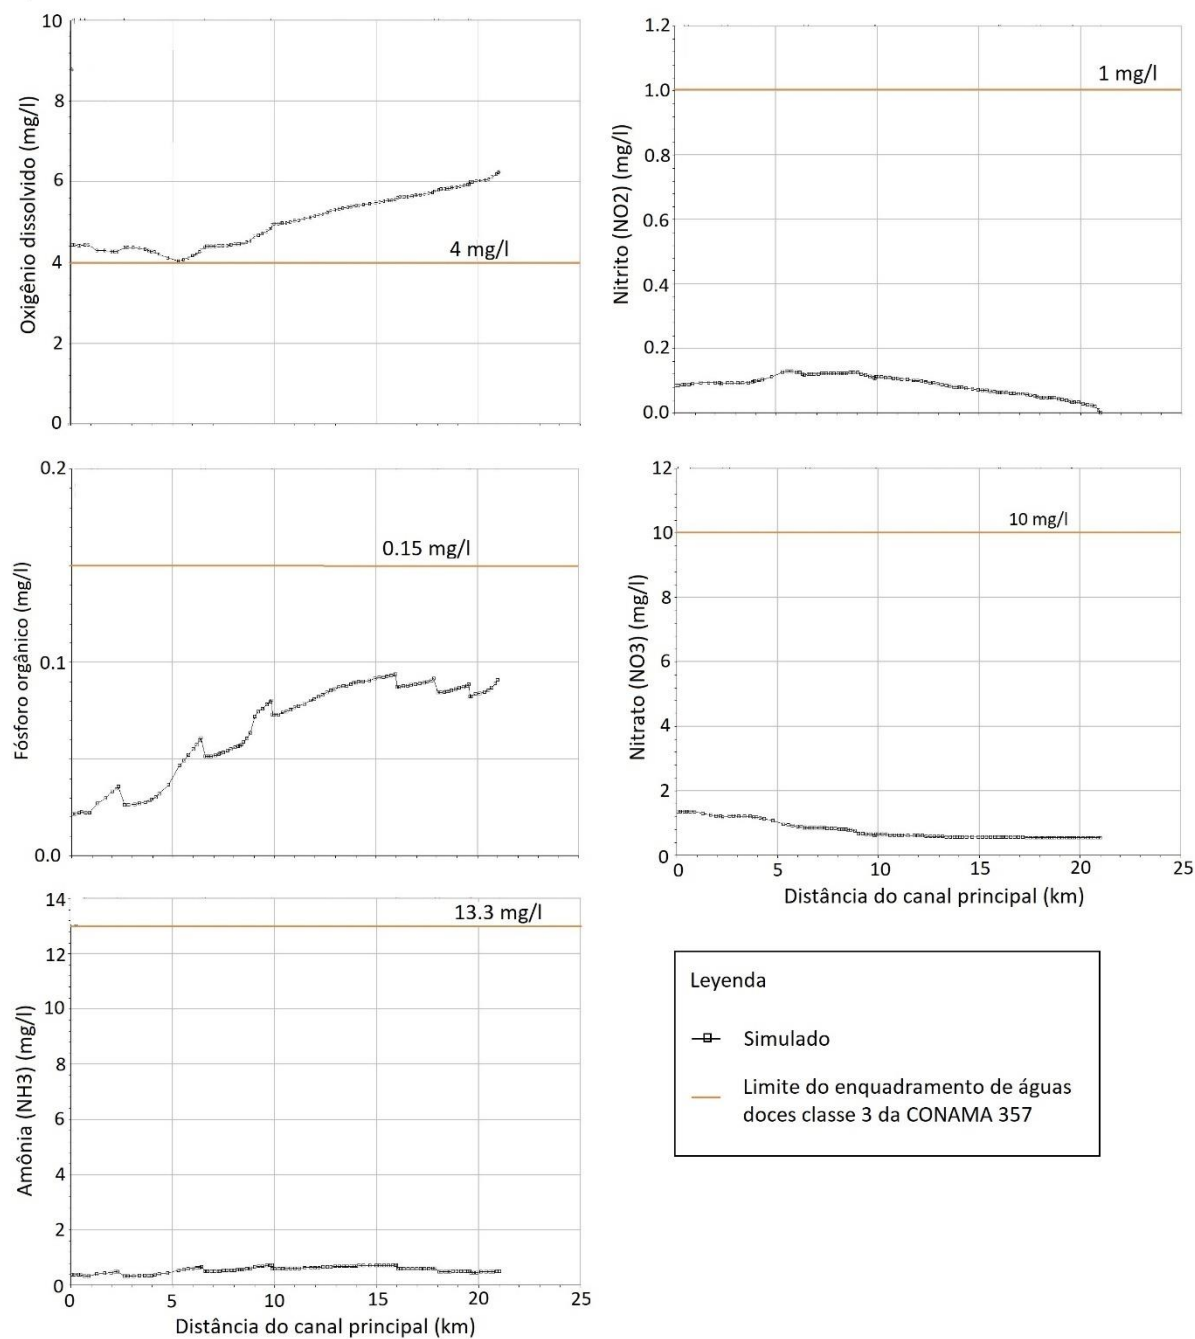 Oxigênio dissolvido (mg/l)
10
8
6
4
2
0
4 mg/l
Nitrito (NO2) (mg/l)
1.2
1.0
0.8
0.6
0.4
0.2
0.0
1 mg/l
Fósforo orgânico (mg/l)
0.2
0.1
0.0
0.15 mg/l
Nitrato (NO3) (mg/l)
12
10
8
6
4
2
0
10 mg/l
0 5 10 15 20 25
Distância do canal principal (km)
Amônia (NH3) (mg/l)
14
12
10
8
6
4
2
0
13.3 mg/l
0 5 10 15 20 25
Distância do canal principal (km)
Leyenda
Simulado
Limite do enquadramento de águas
doces classe 3 da CONAMA 357